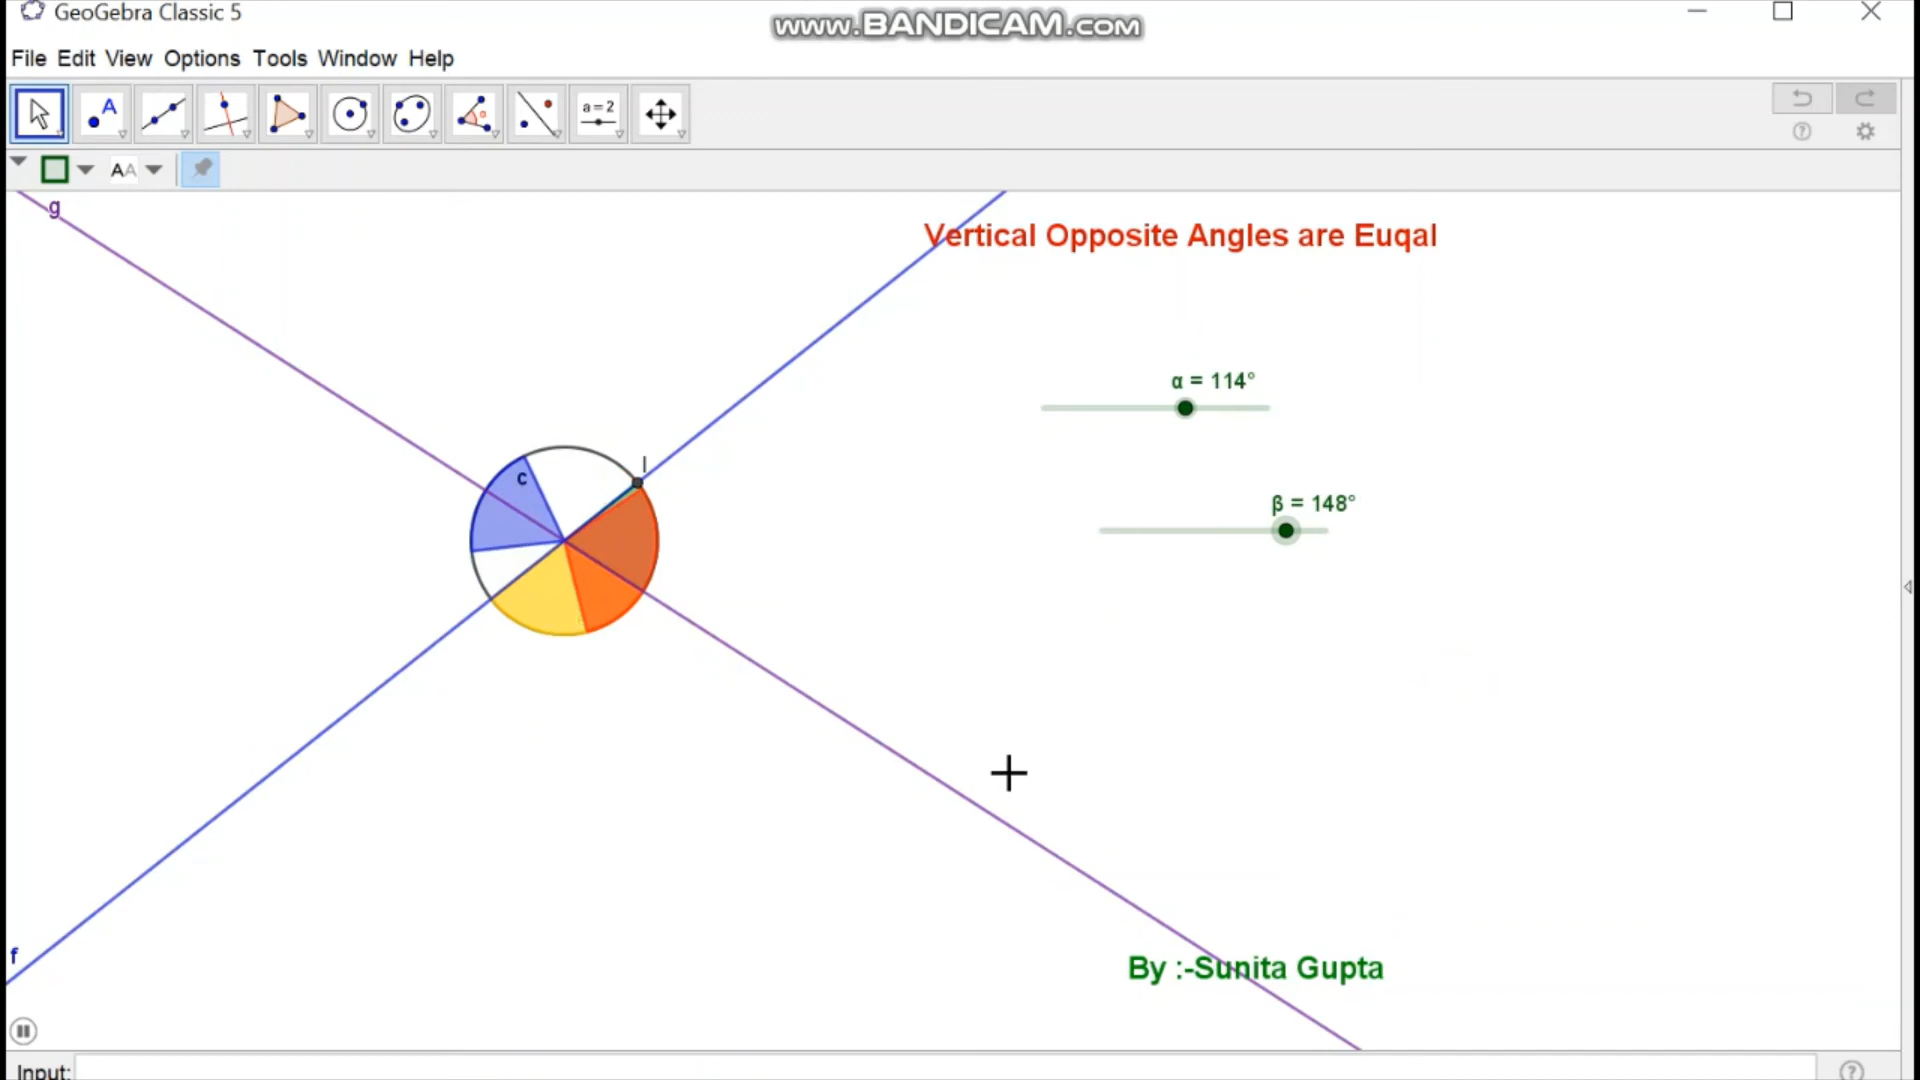 GeoGebra Classic 5
www.BANDICAM.com
File Edit View Options Tools Window Help
A
a=2
AA
g
Vertical Opposite Angles are Euqal
α = 114°
l
c
β = 148°
f
By :-Sunita Gupta
Input: